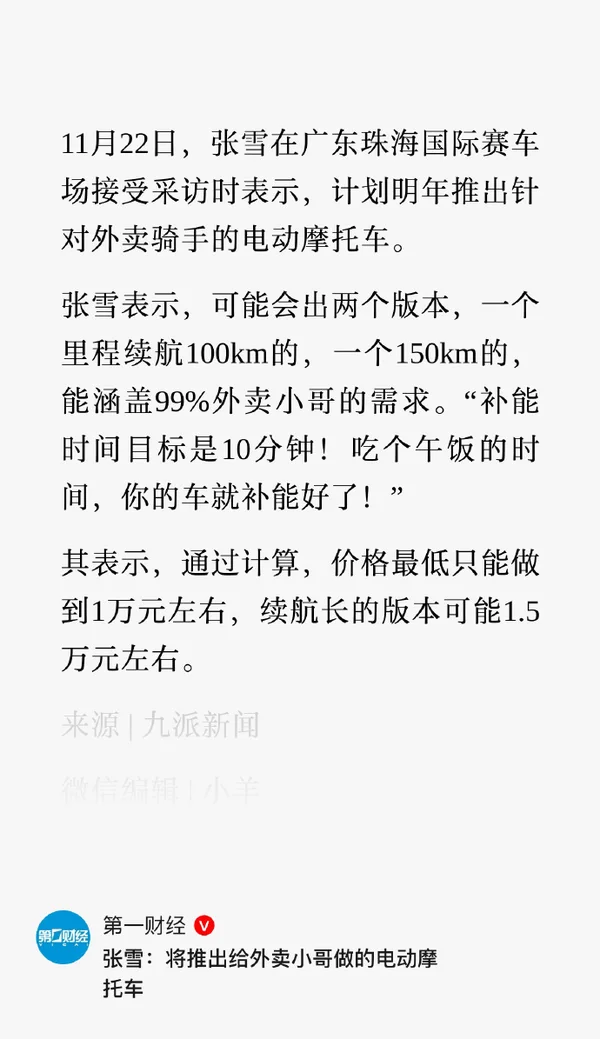 11月22日，张雪在广东珠海国际赛车
场接受采访时表示，计划明年推出针
对外卖骑手的电动摩托车。
张雪表示，可能会出两个版本，一个
里程续航100km的，一个150km的，
能涵盖99%外卖小哥的需求。“补能
时间目标是10分钟！吃个午饭的时
间，你的车就补能好了！”
其表示，通过计算，价格最低只能做
到1万元左右，续航长的版本可能1.5
万元左右。
来源 | 九派新闻
微信编辑 | 小羊
第一财经
YICAI
第一财经
张雪：将推出给外卖小哥做的电动摩
托车